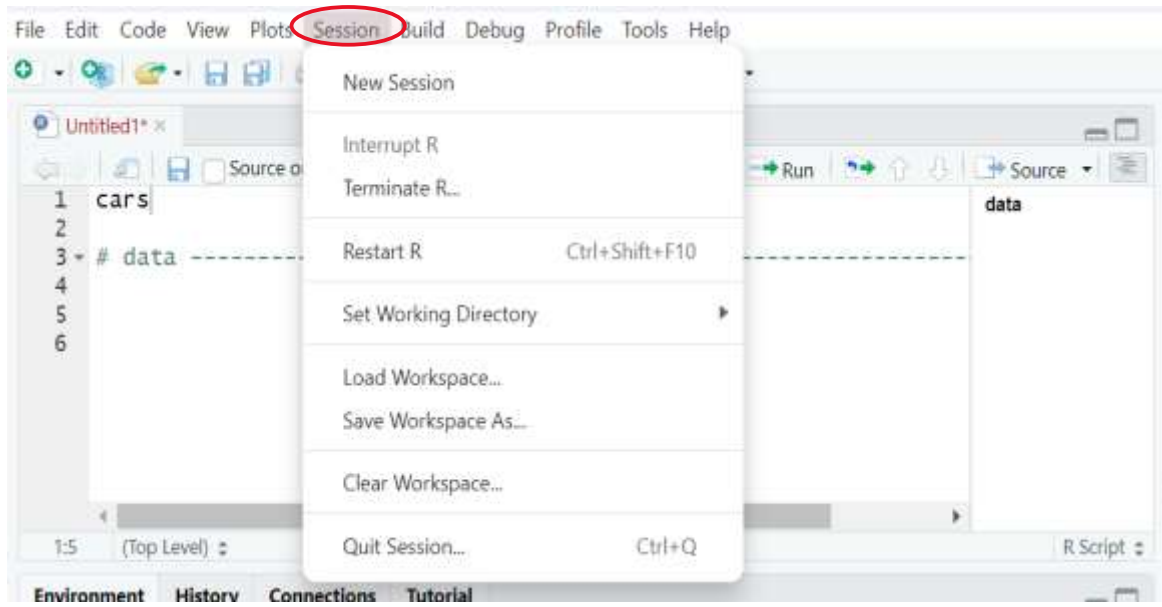 File Edit Code View Plots Session Build Debug Profile Tools Help
New Session
Untitled1*
Interrupt R
Source o
Run
Source
Terminate R...
1 cars
data
2
3 # data ----------------------------------------
Restart R Ctrl+Shift+F10
4
5
Set Working Directory
6
Load Workspace...
Save Workspace As...
Clear Workspace...
1:5 (Top Level)
Quit Session... Ctrl+Q
R Script
Environment History Connections Tutorial